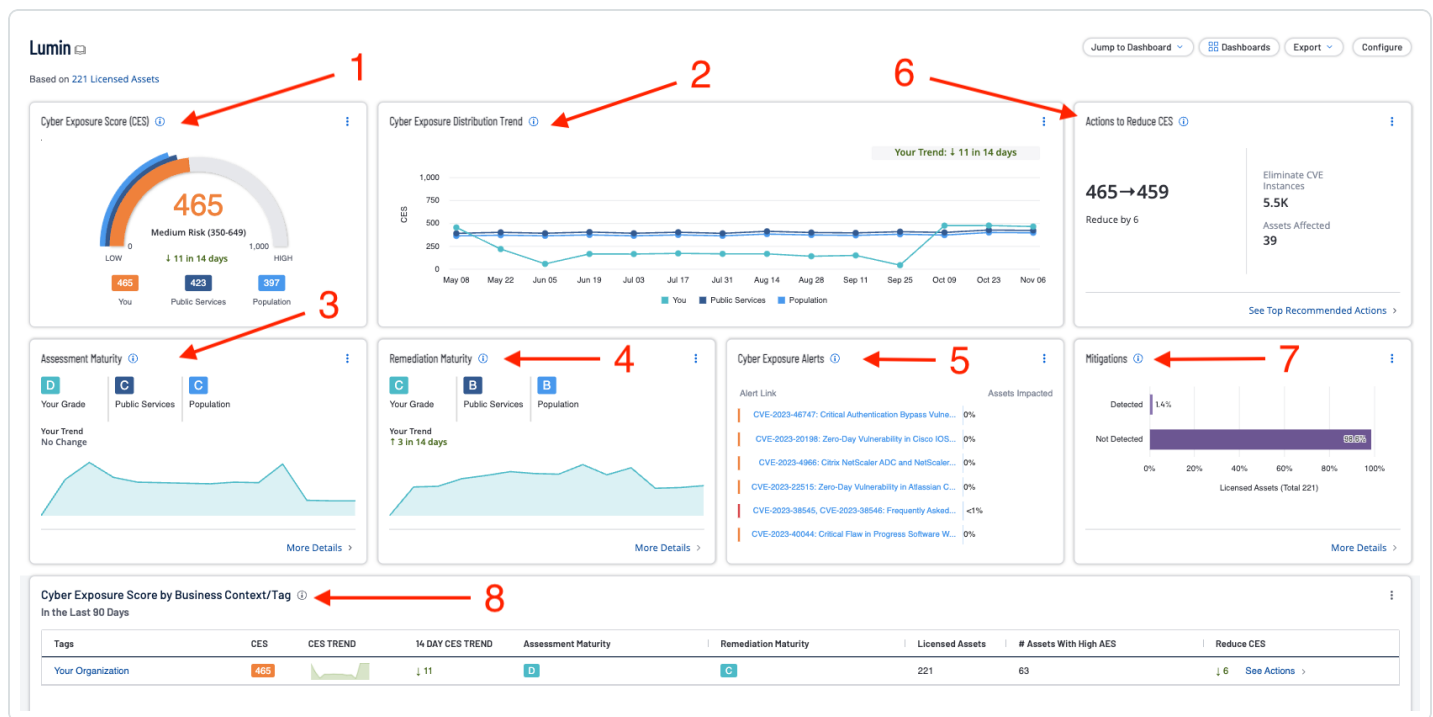 Lumin
Jump to Dashboard
Dashboards
Export
Configure
Based on 221 Licensed Assets
1
2
6
Cyber Exposure Score (CES)
465
Medium Risk (350-649)
0
1,000
LOW
↓ 11 in 14 days
HIGH
465
423
397
You
Public Services
Population
Cyber Exposure Distribution Trend
Your Trend: ↓ 11 in 14 days
CES
1,000
750
500
250
0
May 08 May 22 Jun 05 Jun 19 Jul 03 Jul 17 Jul 31 Aug 14 Aug 28 Sep 11 Sep 25 Oct 09 Oct 23 Nov 06
You Public Services Population
Actions to Reduce CES
465→459
Reduce by 6
Eliminate CVE
Instances
5.5K
Assets Affected
39
See Top Recommended Actions >
3
4
5
7
Assessment Maturity
D
C
C
Your Grade
Public Services
Population
Your Trend
No Change
More Details >
Remediation Maturity
C
B
B
Your Grade
Public Services
Population
Your Trend
↑ 3 in 14 days
More Details >
Cyber Exposure Alerts
Alert Link Assets Impacted
CVE-2023-46747: Critical Authentication Bypass Vulne... 0%
CVE-2023-20198: Zero-Day Vulnerability in Cisco IOS... 0%
CVE-2023-4966: Citrix NetScaler ADC and NetScaler... 0%
CVE-2023-22515: Zero-Day Vulnerability in Atlassian C... 0%
CVE-2023-38545, CVE-2023-38546: Frequently Asked... <1%
CVE-2023-40044: Critical Flaw in Progress Software W... 0%
Mitigations
Detected 1.4%
Not Detected 98.6%
0% 20% 40% 60% 80% 100%
Licensed Assets (Total 221)
More Details >
Cyber Exposure Score by Business Context/Tag
8
In the Last 90 Days
Tags CES CES TREND 14 DAY CES TREND Assessment Maturity Remediation Maturity Licensed Assets # Assets With High AES Reduce CES
Your Organization 465 ↓ 11 D C 221 63 ↓ 6 See Actions >